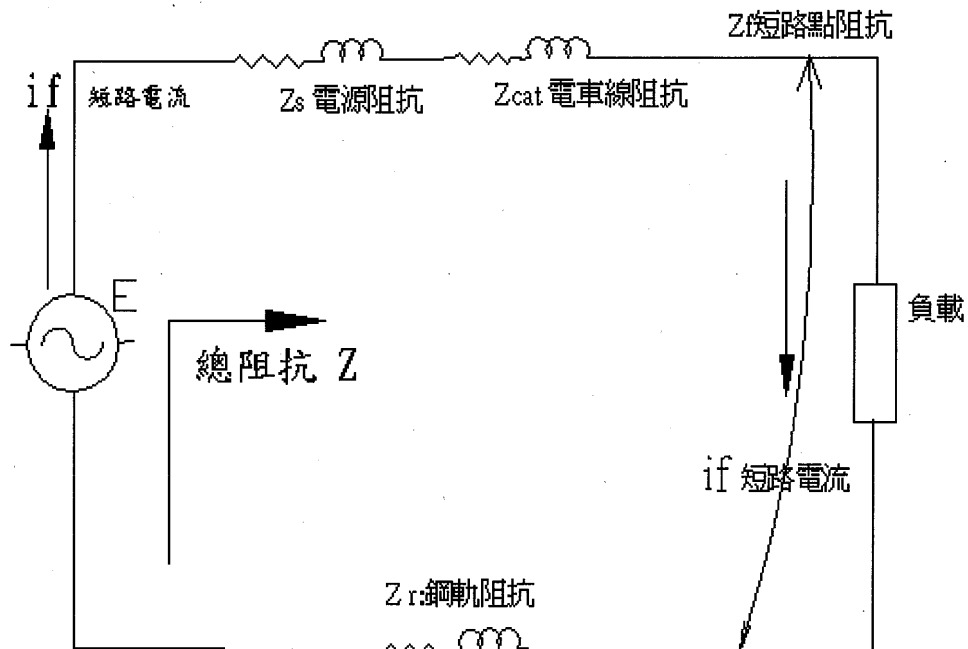 Zf短路點阻抗
if 短路電流
Zs 電源阻抗
Zcat 電車線阻抗
E
負載
總阻抗 Z
if 短路電流
Zr:鋼軌阻抗